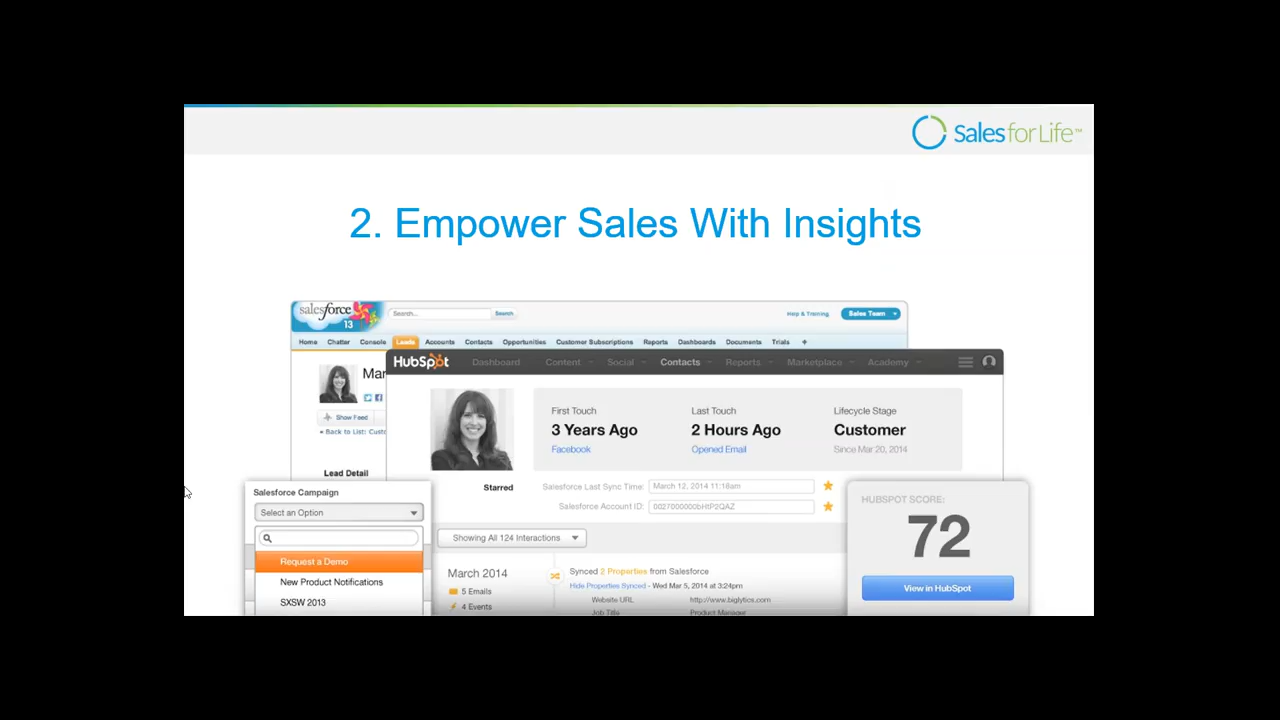 Sales for Life™
2. Empower Sales With Insights
salesforce
13
Search...
Search
Help & Training
Sales Team
Home Chatter Console Leads Accounts Contacts Opportunities Customer Subscriptions Reports Dashboards Documents Trials +
HubSpot Dashboard Content Social Contacts Reports Marketplace Academy
Mar
Show Feed
Back to List: Custo
Lead Detail
First Touch Last Touch Lifecycle Stage
3 Years Ago 2 Hours Ago Customer
Facebook Opened Email Since Mar 20, 2014
Starred
Salesforce Last Sync Time: March 12, 2014 11:18am
Salesforce Account ID:
Salesforce Campaign
Select an Option
Request a Demo
New Product Notifications
SXSW 2013
Showing All 124 Interactions
March 2014
5 Emails
4 Events
Synced 2 Properties from Salesforce
Hide Properties Synced - Wed Mar 5, 2014 at 3:24pm
Website URL http://www.biglytics.com
Job Title Product Manager
HUBSPOT SCORE:
72
View in HubSpot